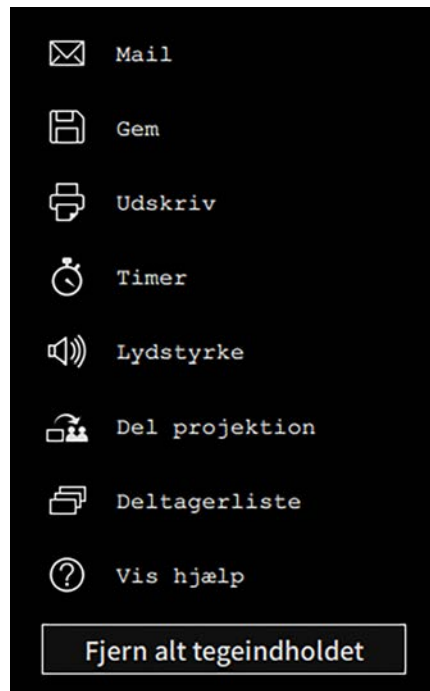 Mail
Gem
Udskriv
Timer
Lydstyrke
Del projektion
Deltagerliste
Vis hjælp
Fjern alt tegeindholdet